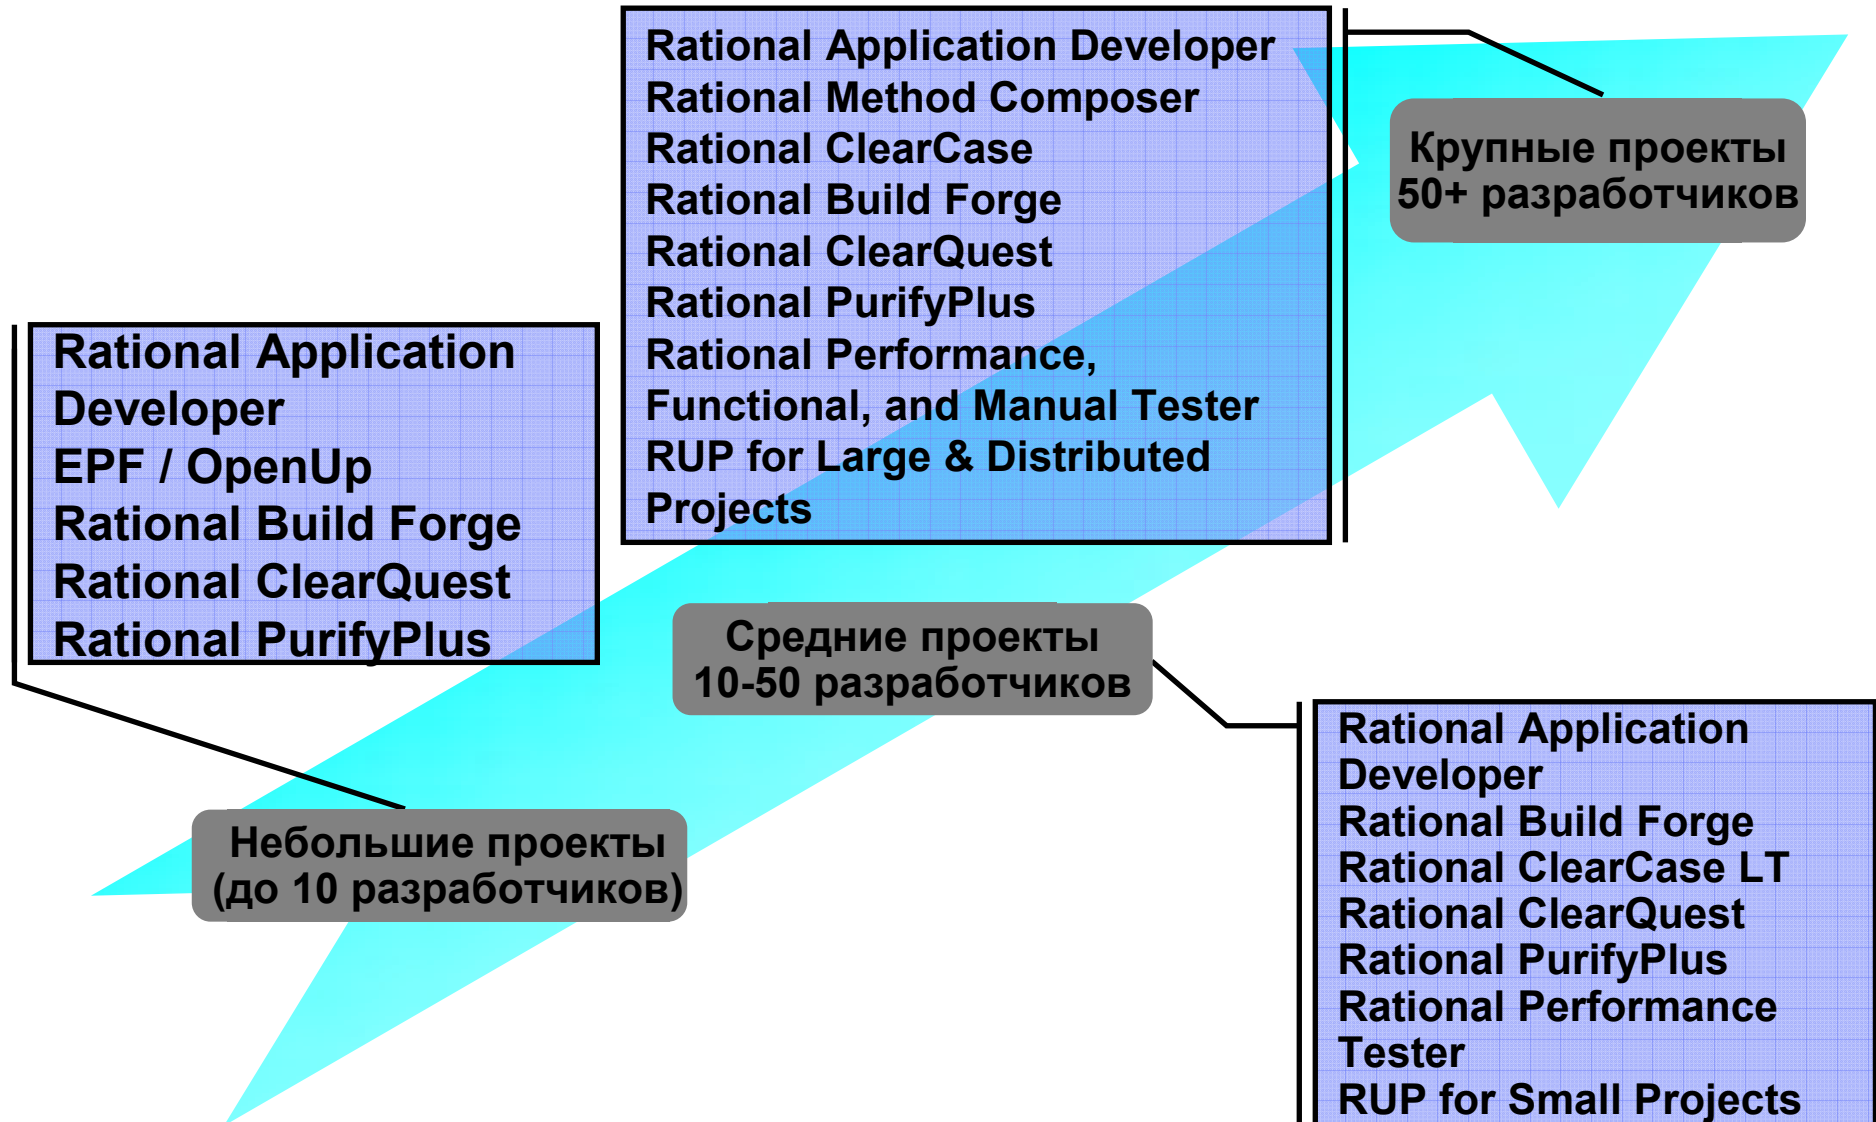 Rational Application Developer
Rational Method Composer
Rational ClearCase
Rational Build Forge
Rational ClearQuest
Rational PurifyPlus
Rational Performance,
Functional, and Manual Tester
RUP for Large & Distributed
Projects
Крупные проекты
50+ разработчиков
Rational Application
Developer
EPF / OpenUp
Rational Build Forge
Rational ClearQuest
Rational PurifyPlus
Средние проекты
10-50 разработчиков
Rational Application
Developer
Rational Build Forge
Rational ClearCase LT
Rational ClearQuest
Rational PurifyPlus
Rational Performance
Tester
RUP for Small Projects
Небольшие проекты
(до 10 разработчиков)